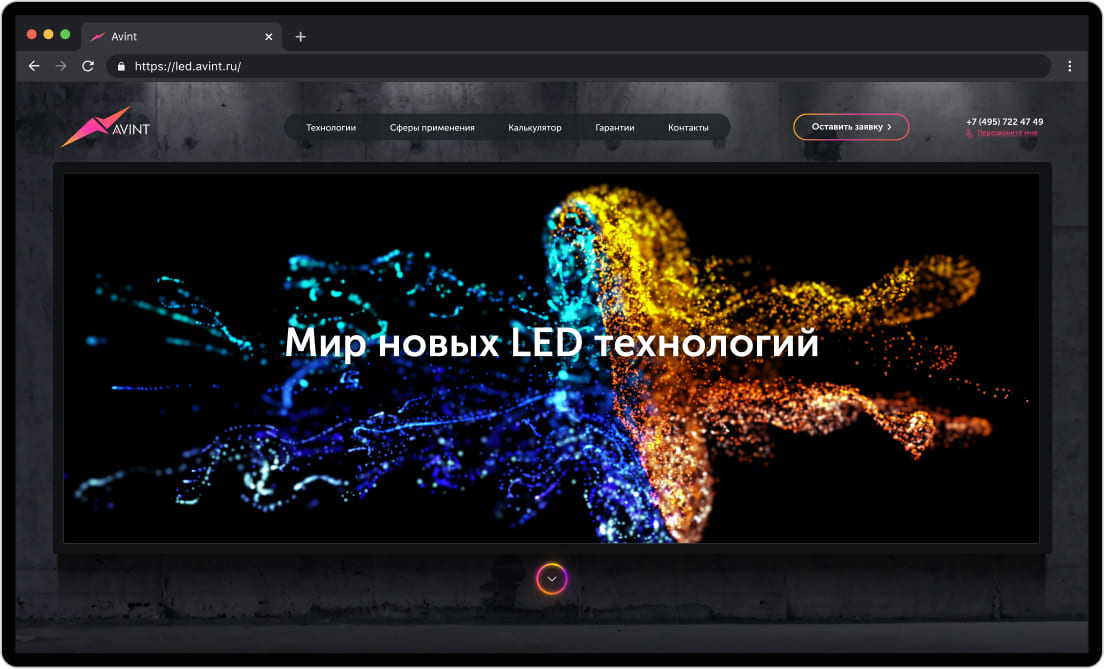 Avint
https://led.avint.ru/
AVINT
Технологии
Сферы применения
Калькулятор
Гарантии
Контакты
Оставить заявку
+7 (495) 722 47 49
Перезвоните мне
Мир новых LED технологий